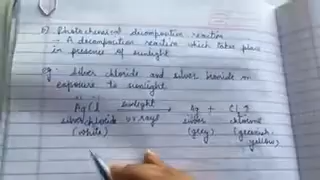 b) Photochemical decomposition reaction
- A decomposition reaction which takes place
in presence of sunlight
eg - silver chloride and silver bromide on
exposure to sunlight
AgCl sunlight → Ag + Cl2
silver chloride uv rays silver chlorine
(white) (grey) (greenish
yellow)